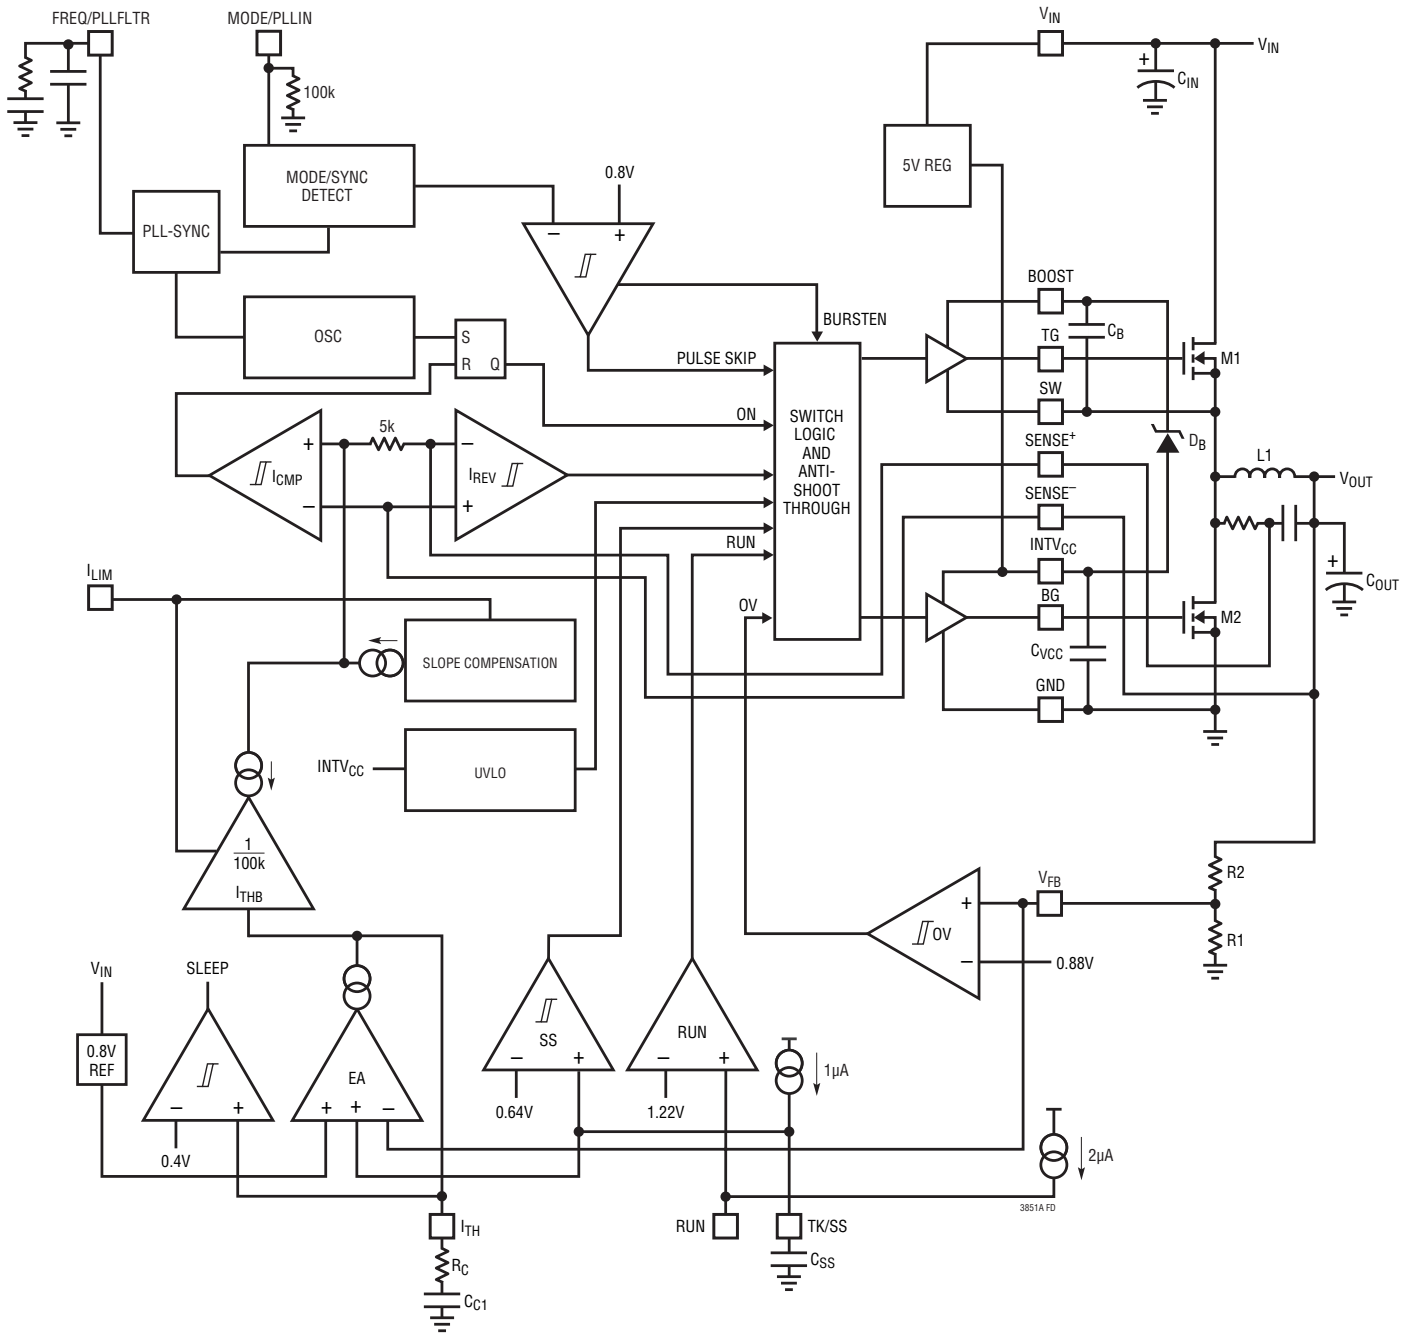 FREQ/PLLFLTR
MODE/PLLIN
VIN
VIN
+
CIN
100k
MODE/SYNC
DETECT
5V REG
0.8V
PLL-SYNC
−
+
BOOST
OSC
S
R
Q
BURSTEN
CB
TG
M1
PULSE SKIP
SW
ON
SWITCH
LOGIC
AND
ANTI-
SHOOT
THROUGH
5k
SENSE+
DB
+
−
ICMP
−
+
IREV
L1
VOUT
SENSE−
RUN
INTVCC
+
COUT
ILIM
BG
OV
M2
SLOPE COMPENSATION
CVCC
GND
INTVCC
UVLO
1
100k
ITHB
VFB
R2
+
OV
−
0.88V
R1
VIN
SLEEP
0.8V
REF
−
+
0.4V
EA
+
+
−
SS
−
+
0.64V
RUN
−
+
1.22V
1µA
2µA
3851A FD
ITH
RUN
TK/SS
RC
CSS
CC1